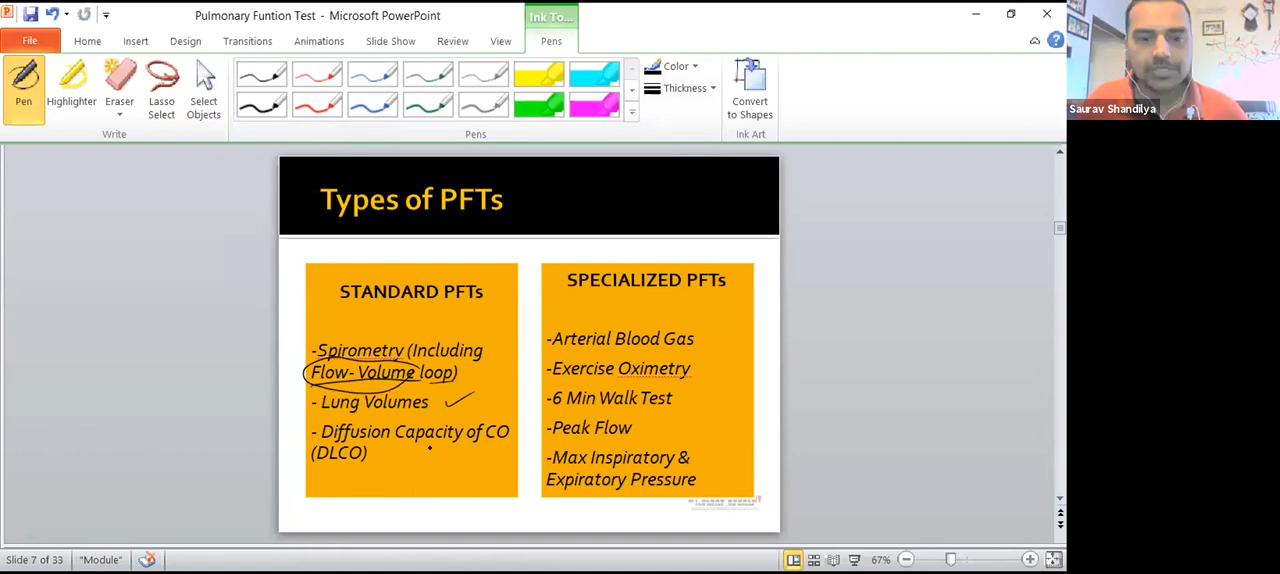 Pulmonary Funtion Test - Microsoft PowerPoint
Ink To...
File Home Insert Design Transitions Animations Slide Show Review View Pens
Pen Highlighter Eraser Lasso Select Select Objects
Color
Thickness
Convert to Shapes
Write Pens Ink Art
Saurav Shandilya
Types of PFTs
STANDARD PFTs
-Spirometry (Including
Flow- Volume loop)
- Lung Volumes
- Diffusion Capacity of CO
(DLCO)
SPECIALIZED PFTs
-Arterial Blood Gas
-Exercise Oximetry
-6 Min Walk Test
-Peak Flow
-Max Inspiratory &
Expiratory Pressure
Slide 7 of 33 "Module" 67%